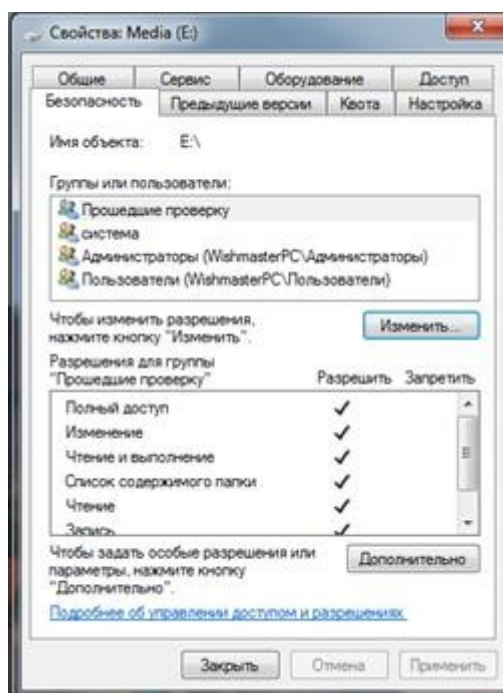 Свойства: Media (E:)
Общие Сервис Оборудование Доступ
Безопасность Предыдущие версии Квота Настройка
Имя объекта: E:\
Группы или пользователи:
Прошедшие проверку
система
Администраторы (WishmasterPC\Администраторы)
Пользователи (WishmasterPC\Пользователи)
Чтобы изменить разрешения,
нажмите кнопку "Изменить".
Изменить...
Разрешения для группы
"Прошедшие проверку" Разрешить Запретить
Полный доступ
Изменение
Чтение и выполнение
Список содержимого папки
Чтение
Запись
Чтобы задать особые разрешения или
параметры, нажмите кнопку
"Дополнительно".
Дополнительно
Подробнее об управлении доступом и разрешениях
Закрыть Отмена Применить